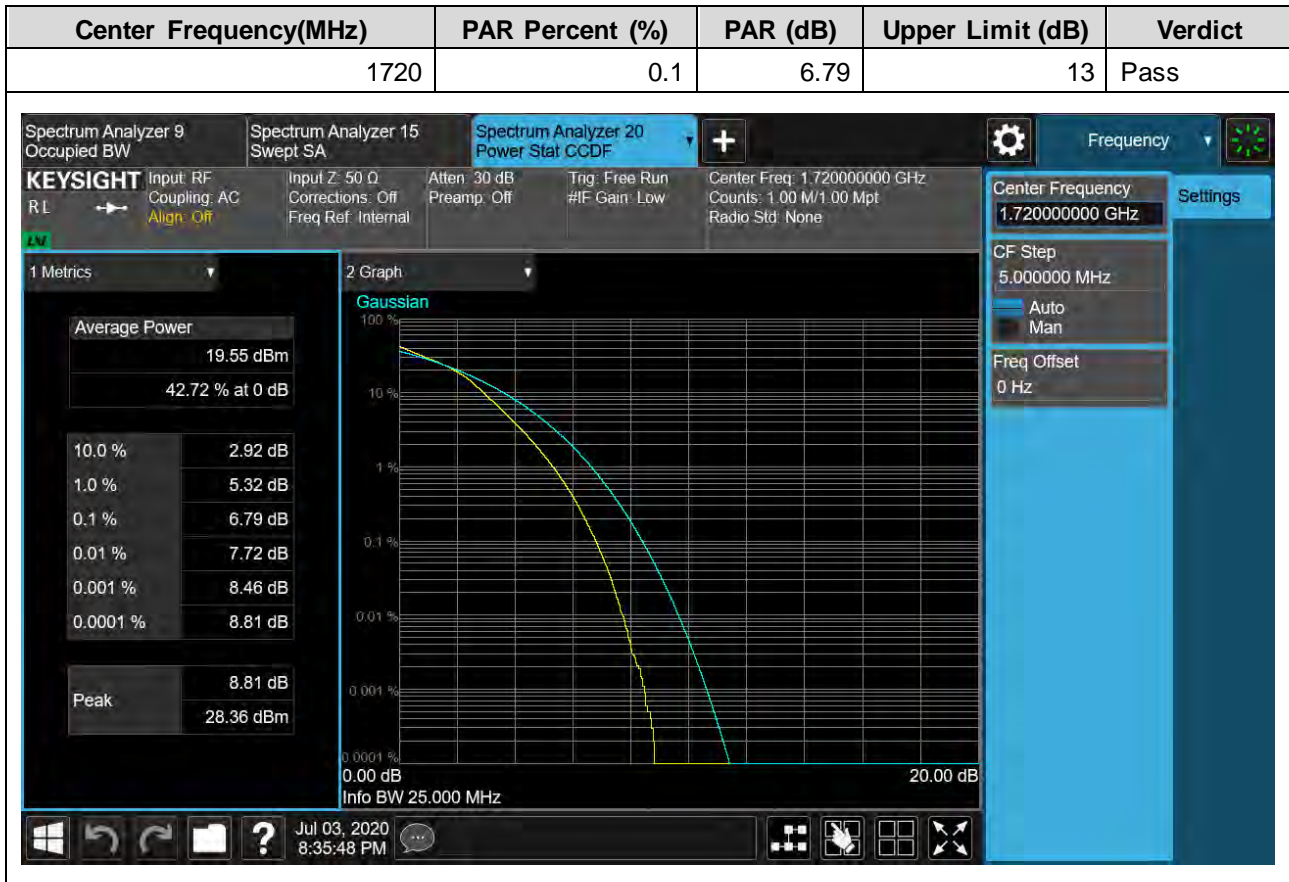 Center Frequency(MHz) PAR Percent (%) PAR (dB) Upper Limit (dB) Verdict
1720 0.1 6.79 13 Pass
Spectrum Analyzer 9 Spectrum Analyzer 15 Spectrum Analyzer 20 Frequency
Occupied BW Swept SA Power Stat CCDF
KEYSIGHT Input: RF Input Z: 50 Ω Atten: 30 dB Trig: Free Run Center Freq: 1.720000000 GHz
RL Coupling: AC Corrections: Off Preamp: Off #IF Gain: Low Counts: 1.00 M/1.00 Mpt
Align: Off Freq Ref: Internal Radio Std: None
LNI
Center Frequency Settings
1.720000000 GHz
CF Step
5.000000 MHz
Auto
Man
Freq Offset
0 Hz
1 Metrics
Average Power
19.55 dBm
42.72 % at 0 dB
10.0 % 2.92 dB
1.0 % 5.32 dB
0.1 % 6.79 dB
0.01 % 7.72 dB
0.001 % 8.46 dB
0.0001 % 8.81 dB
Peak 8.81 dB
28.36 dBm
2 Graph
Gaussian
100 %
10 %
1 %
0.1 %
0.01 %
0.001 %
0.0001 %
0.00 dB 20.00 dB
Info BW 25.000 MHz
? Jul 03, 2020
8:35:48 PM